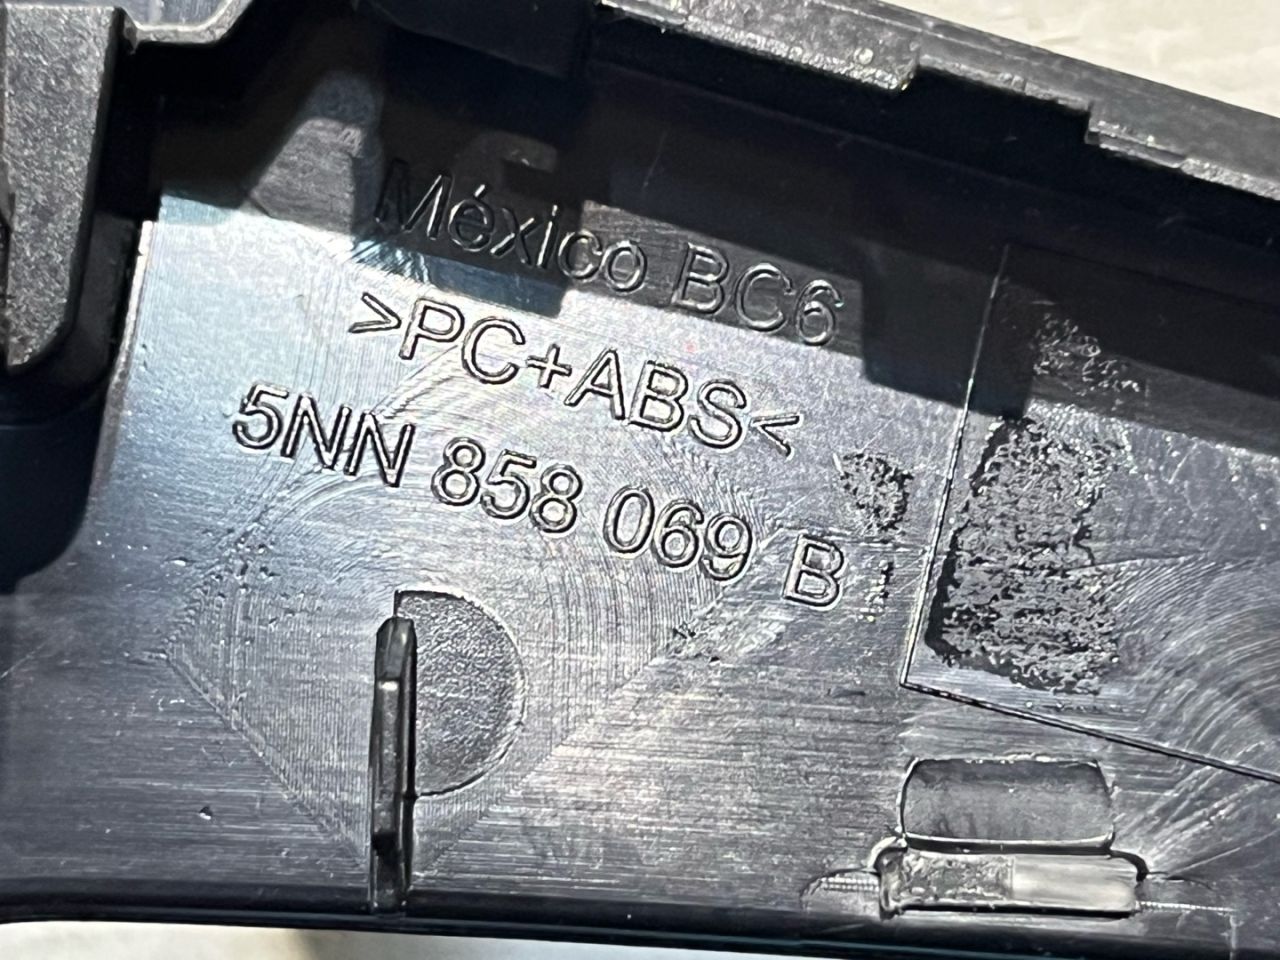 México BC6
>PC+ABS<
5NN 858 069 B